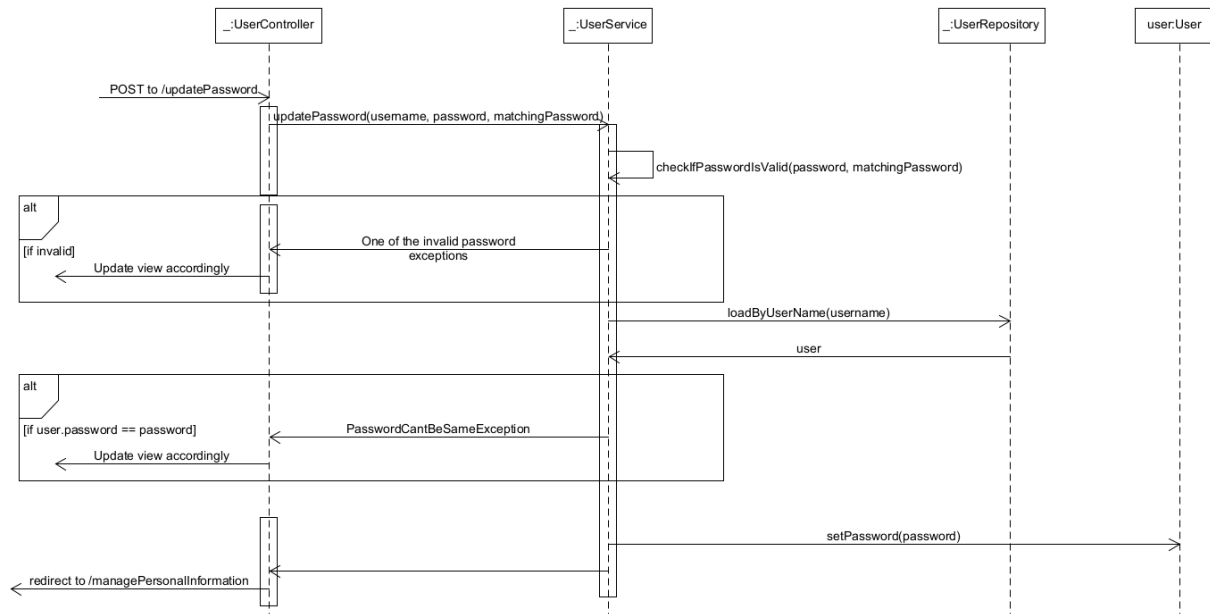 _:UserController
_:UserService
_:UserRepository
user:User
POST to /updatePassword
updatePassword(username, password, matchingPassword)
checkIfPasswordIsValid(password, matchingPassword)
alt
[if invalid]
One of the invalid password
exceptions
Update view accordingly
loadByUserName(username)
user
alt
[if user.password == password]
PasswordCantBeSameException
Update view accordingly
setPassword(password)
redirect to /managePersonalInformation